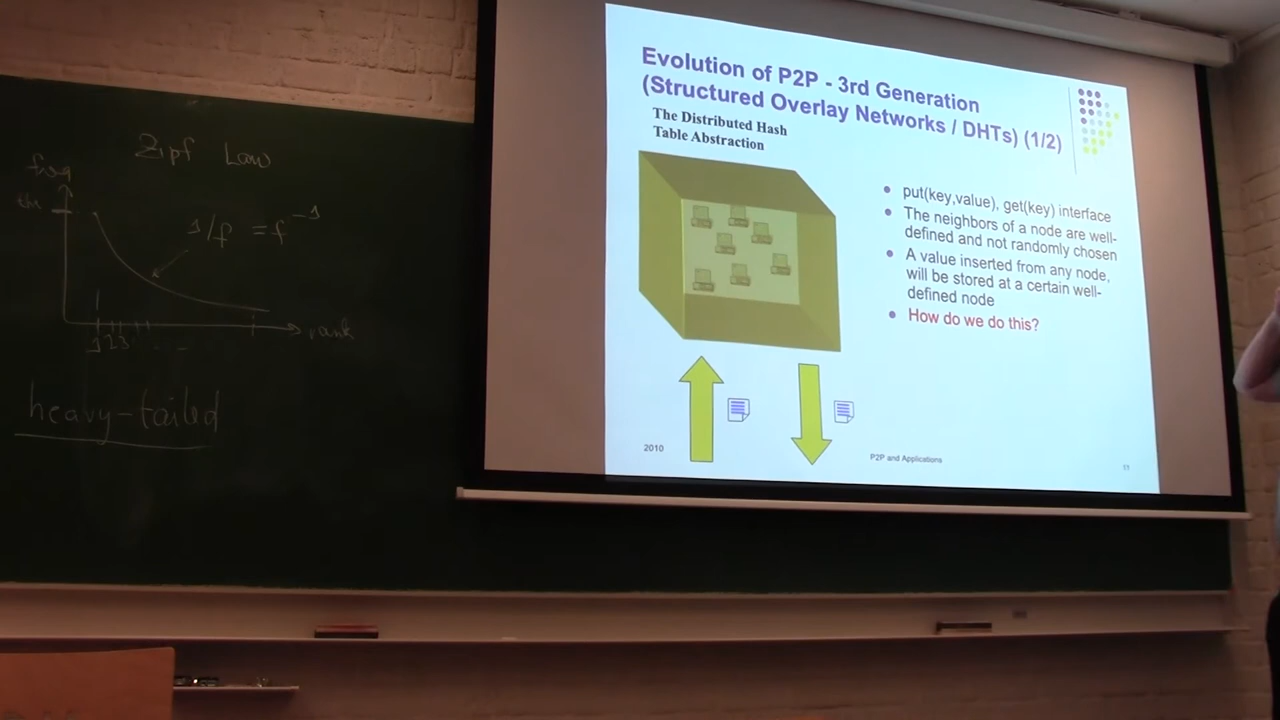 Zipf Law
freq
the
1/f = f^-1
rank
1 2 3 . . . . .
heavy-tailed
Evolution of P2P - 3rd Generation
(Structured Overlay Networks / DHTs) (1/2)
The Distributed Hash
Table Abstraction
• put(key,value), get(key) interface
• The neighbors of a node are well-
defined and not randomly chosen
• A value inserted from any node,
will be stored at a certain well-
defined node
• How do we do this?
2010
P2P and Applications
11